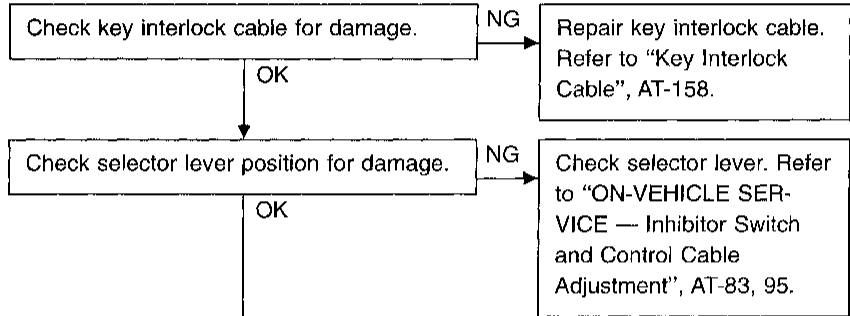 Check key interlock cable for damage.
NG
Repair key interlock cable.
Refer to “Key Interlock
Cable”, AT-158.
OK
Check selector lever position for damage.
NG
Check selector lever. Refer
to “ON-VEHICLE SER-
VICE — Inhibitor Switch
and Control Cable
Adjustment”, AT-83, 95.
OK